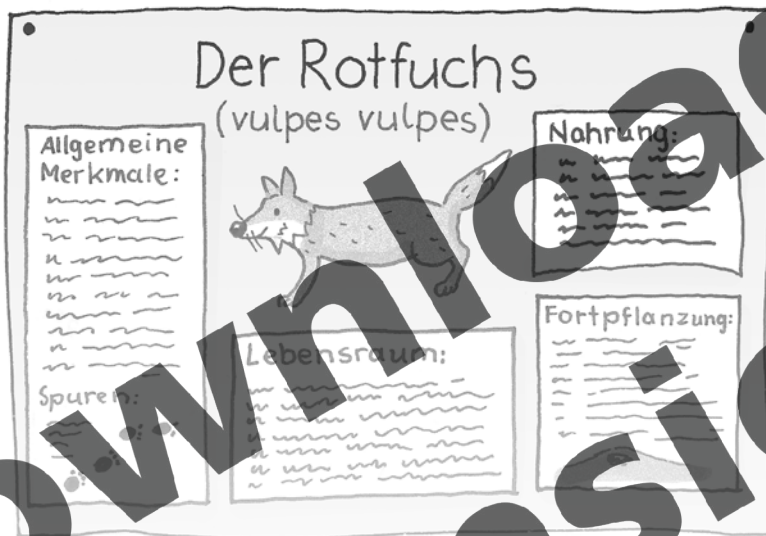 Der Rotfuchs
(vulpes vulpes)
Allgemeine
Merkmale:
Spuren:
Lebensraum:
Nahrung:
Fortpflanzung: